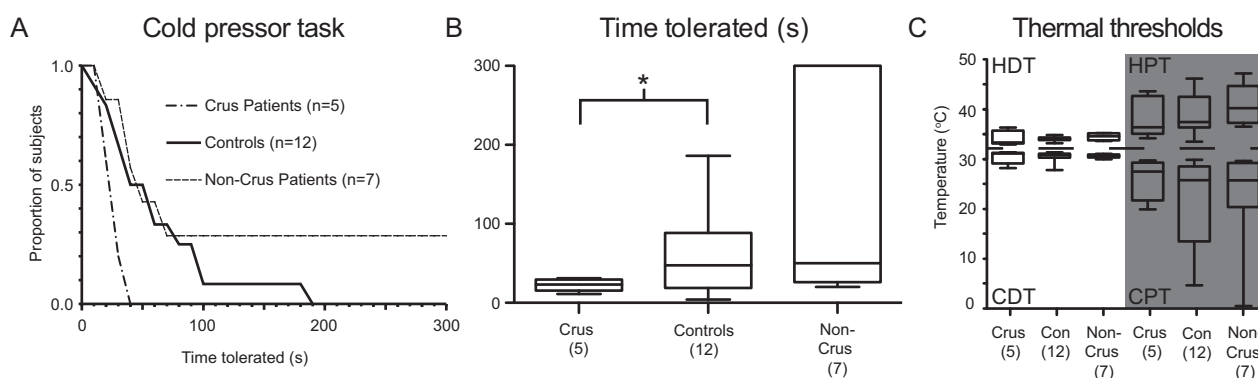 A
Cold pressor task
1.0
0.5
0.0
Proportion of subjects
Crus Patients (n=5)
Controls (n=12)
Non-Crus Patients (n=7)
0
100
200
300
Time tolerated (s)
B
Time tolerated (s)
300
200
100
0
*
Crus
(5)
Controls
(12)
Non-
Crus
(7)
C
Thermal thresholds
50
40
30
20
10
0
Temperature (°C)
HDT
HPT
CDT
CPT
Crus
(5)
Con
(12)
Non-
Crus
(7)
Crus
(5)
Con
(12)
Non-
Crus
(7)